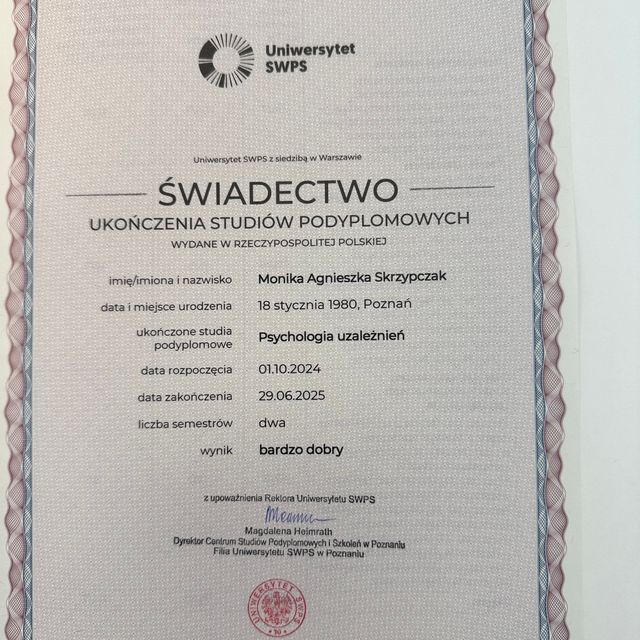 Uniwersytet
SWPS
Uniwersytet SWPS z siedzibą w Warszawie
ŚWIADECTWO
UKOŃCZENIA STUDIÓW PODYPLOMOWYCH
WYDANE W RZECZYPOSPOLITEJ POLSKIEJ
imię/imiona i nazwisko Monika Agnieszka Skrzypczak
data i miejsce urodzenia 18 stycznia 1980, Poznań
ukończone studia
podyplomowe Psychologia uzależnień
data rozpoczęcia 01.10.2024
data zakończenia 29.06.2025
liczba semestrów dwa
wynik bardzo dobry
z upoważnienia Rektora Uniwersytetu SWPS
Magdalena Heimrath
Dyrektor Centrum Studiów Podyplomowych i Szkoleń w Poznaniu
Filia Uniwersytetu SWPS w Poznaniu
UNIWERSYTET SWPS